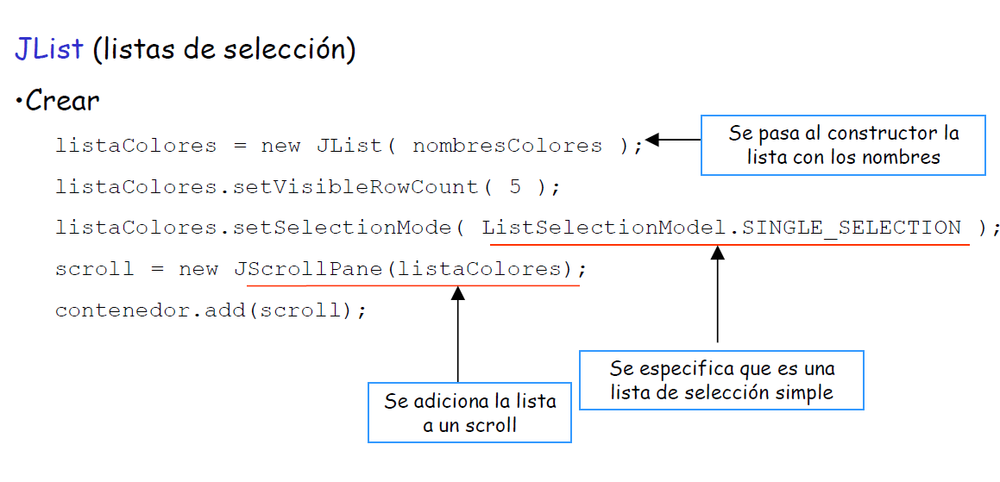 JList (listas de selección)
•Crear
listaColores = new JList( nombresColores );
Se pasa al constructor la
lista con los nombres
listaColores.setVisibleRowCount( 5 );
listaColores.setSelectionMode( ListSelectionModel.SINGLE_SELECTION );
scroll = new JScrollPane(listaColores);
contenedor.add(scroll);
Se especifica que es una
lista de selección simple
Se adiciona la lista
a un scroll